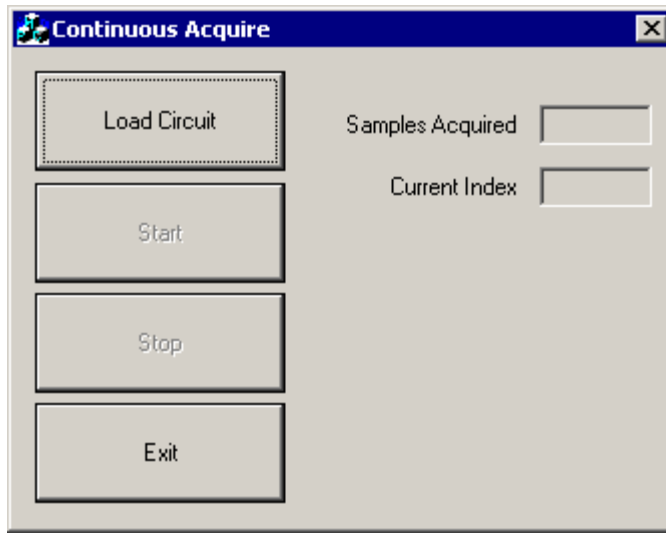 Continuous Acquire
Load Circuit
Samples Acquired
Current Index
Start
Stop
Exit